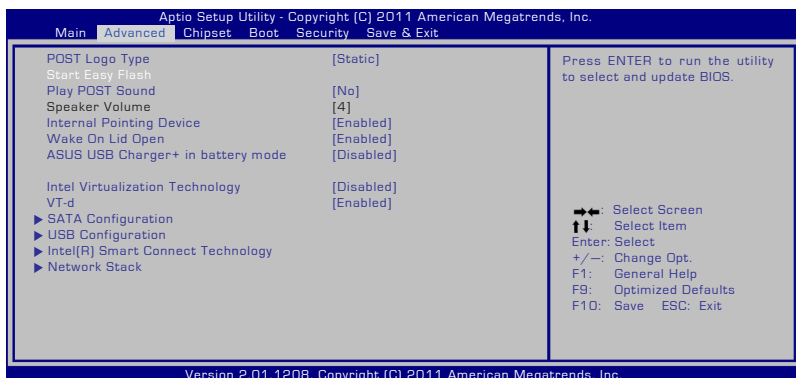 Aptio Setup Utility - Copyright (C) 2011 American Megatrends, Inc.
Main Advanced Chipset Boot Security Save & Exit
POST Logo Type [Static]
Start Easy Flash
Play POST Sound [No]
Speaker Volume [4]
Internal Pointing Device [Enabled]
Wake On Lid Open [Enabled]
ASUS USB Charger+ in battery mode [Disabled]
Intel Virtualization Technology [Disabled]
VT-d [Enabled]
SATA Configuration
USB Configuration
Intel(R) Smart Connect Technology
Network Stack
Press ENTER to run the utility
to select and update BIOS.
→←: Select Screen
↑↓: Select Item
Enter: Select
+/—: Change Opt.
F1: General Help
F9: Optimized Defaults
F10: Save ESC: Exit
Version 2.01.1208. Copyright (C) 2011 American Megatrends, Inc.